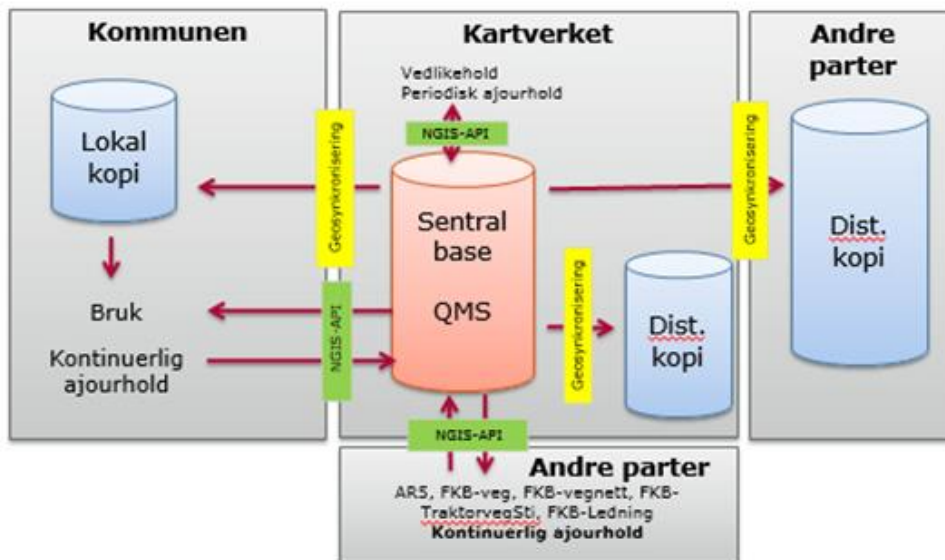 Kommunen
Lokal
kopi
Geosynkronisering
Bruk
Kontinuerlig
ajourhold
NGIS-API
Kartverket
Vedlikehold
Periodisk ajourhold
NGIS-API
Sentral
base
QMS
Geosynkronisering
Dist.
kopi
NGIS-API
Andre
parter
Geosynkronisering
Dist.
kopi
Andre parter
AR5, FKB-veg, FKB-vegnett, FKB-
TraktorvegSti, FKB-Ledning
Kontinuerlig ajourhold